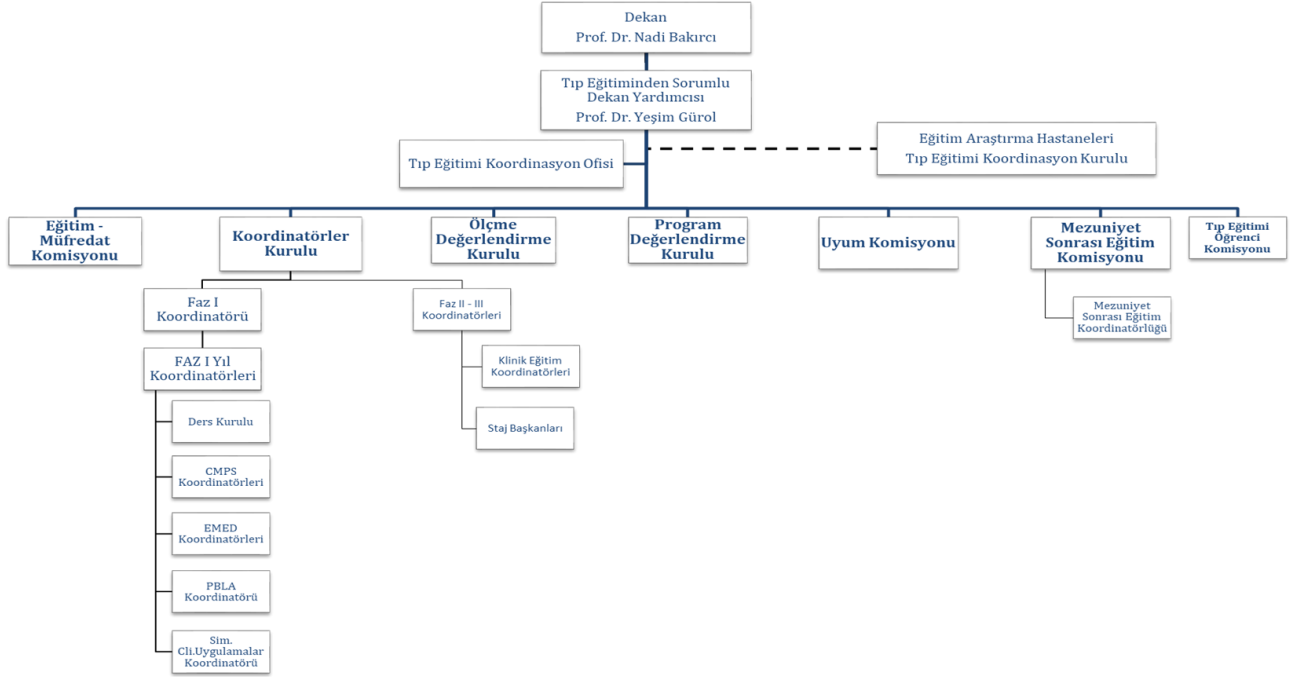 Dekan
Prof. Dr. Nadi Bakırcı
Tıp Eğitiminden Sorumlu
Dekan Yardımcısı
Prof. Dr. Yeşim Gürol
Tıp Eğitimi Koordinasyon Ofisi
Eğitim Araştırma Hastaneleri
Tıp Eğitimi Koordinasyon Kurulu
Eğitim -
Müfredat
Komisyonu
Koordinatörler
Kurulu
Ölçme
Değerlendirme
Kurulu
Program
Değerlendirme
Kurulu
Uyum Komisyonu
Mezuniyet
Sonrası Eğitim
Komisyonu
Tıp Eğitimi
Öğrenci
Komisyonu
Faz I
Koordinatörü
Faz II - III
Koordinatörleri
Mezuniyet
Sonrası Eğitim
Koordinatörlüğü
FAZ I Yıl
Koordinatörleri
Klinik Eğitim
Koordinatörleri
Staj Başkanları
Ders Kurulu
CMPS
Koordinatörleri
EMED
Koordinatörleri
PBLA
Koordinatörü
Sim.
Cli.Uygulamalar
Koordinatörü